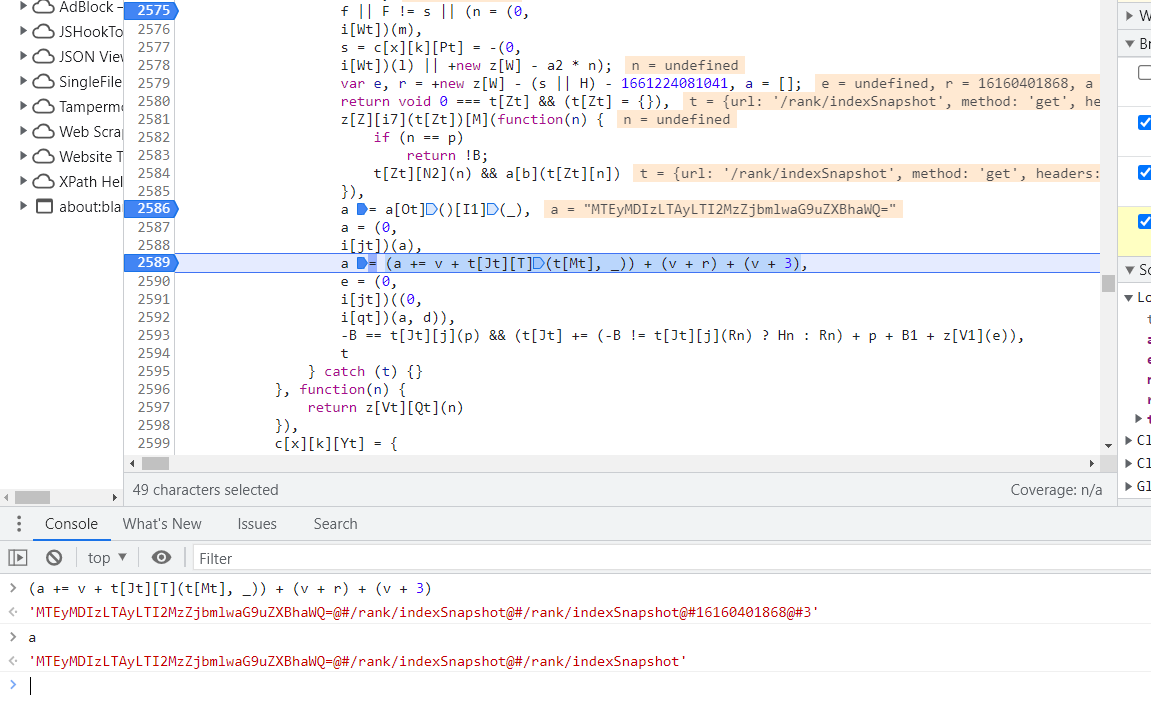 AdBlock –
JSHookTo
JSON View
SingleFile
Tampermo
Web Scrap
Website T
XPath Hel
about:bla
2575 f || F != s || (n = (0,
2576 i[Wt])(m),
2577 s = c[x][k][Pt] = -(0,
2578 i[Wt])(l) || +new z[W] - a2 * n); n = undefined
2579 var e, r = +new z[W] - (s || H) - 1661224081041, a = []; e = undefined, r = 16160401868, a
2580 return void 0 === t[Zt] && (t[Zt] = {}), t = {url: '/rank/indexSnapshot', method: 'get', he
2581 z[Z][i7](t[Zt])[M](function(n) { n = undefined
2582 if (n == p)
2583 return !B;
2584 t[Zt][N2](n) && a[b](t[Zt][n]) t = {url: '/rank/indexSnapshot', method: 'get', headers:
2585 }),
2586 a = a[Ot]()[I1](_), a = "MTEyMDIzLTAyLTI2MzZjbmlwaG9uZXBhaWQ="
2587 a = (0,
2588 i[jt])(a),
2589 a = (a += v + t[Jt][T](t[Mt], _)) + (v + r) + (v + 3),
2590 e = (0,
2591 i[jt])((0,
2592 i[qt])(a, d)),
2593 -B == t[Jt][j](p) && (t[Jt] += (-B != t[Jt][j](Rn) ? Hn : Rn) + p + B1 + z[V1](e)),
2594 t
2595 } catch (t) {}
2596 }, function(n) {
2597 return z[Vt][Qt](n)
2598 }),
2599 c[x][k][Yt] = {
W
Br
Sc
Lo
t
a
e
r
r
t
Cl
Cl
Gl
49 characters selected Coverage: n/a
Console What's New Issues Search
top Filter
(a += v + t[Jt][T](t[Mt], _)) + (v + r) + (v + 3)
'MTEyMDIzLTAyLTI2MzZjbmlwaG9uZXBhaWQ=@#/rank/indexSnapshot@#/rank/indexSnapshot@#16160401868@#3'
a
'MTEyMDIzLTAyLTI2MzZjbmlwaG9uZXBhaWQ=@#/rank/indexSnapshot@#/rank/indexSnapshot'